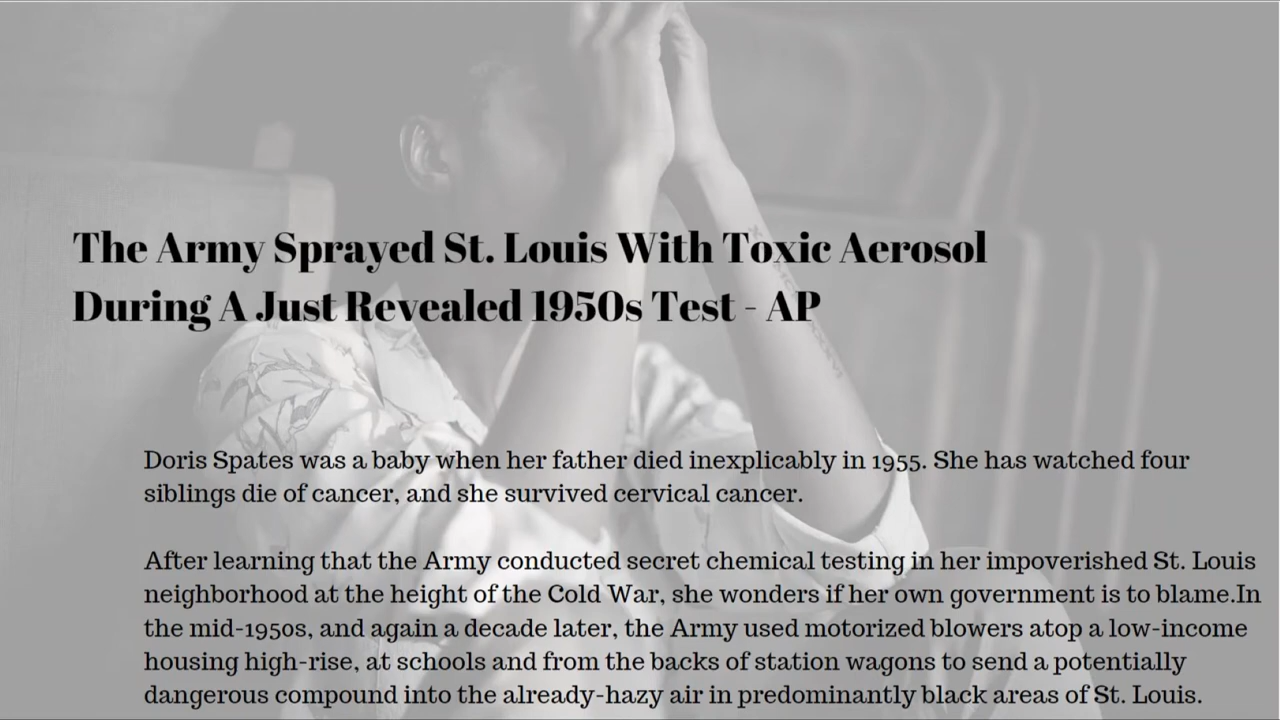 The Army Sprayed St. Louis With Toxic Aerosol
During A Just Revealed 1950s Test - AP
Doris Spates was a baby when her father died inexplicably in 1955. She has watched four
siblings die of cancer, and she survived cervical cancer.
After learning that the Army conducted secret chemical testing in her impoverished St. Louis
neighborhood at the height of the Cold War, she wonders if her own government is to blame.In
the mid-1950s, and again a decade later, the Army used motorized blowers atop a low-income
housing high-rise, at schools and from the backs of station wagons to send a potentially
dangerous compound into the already-hazy air in predominantly black areas of St. Louis.